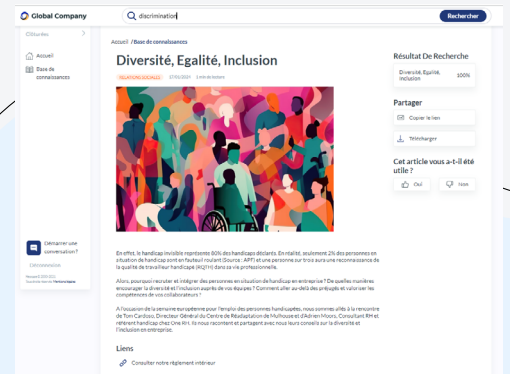 Global Company
discrimination
Rechercher
Clôturées
Accueil
Base de
connaissances
Accueil / Base de connaissances
Diversité, Egalité, Inclusion
RELATIONS SOCIALES
17/01/2024
1 min de lecture
En effet, le handicap invisible représente 80% des handicaps déclarés. En réalité, seulement 2% des personnes en
situation de handicap sont en fauteuil roulant (Source : APF) et une personne sur trois aura une reconnaissance de
la qualité de travailleur handicapé (RQTH) dans sa vie professionnelle.
Alors, pourquoi recruter et intégrer des personnes en situation de handicap en entreprise ? De quelles manières
encourager la diversité et l'inclusion auprès de vos équipes ? Comment aller au-delà des préjugés et valoriser les
compétences de vos collaborateurs ?
A l'occasion de la semaine européenne pour l'emploi des personnes handicapées, nous sommes allés à la rencontre
de Tom Cardoso, Directeur Général du Centre de Réadaptation de Mulhouse et d'Adrien Moors, Consultant RH et
référent handicap chez One RH. Ils nous racontent et partagent avec nous leurs conseils sur la diversité et
l'inclusion en entreprise.
Liens
Consulter notre règlement intérieur
Démarrer une
conversation ?
Déconnexion
Résultat De Recherche
Diversité, Egalité,
Inclusion
100%
Partager
Copier le lien
Télécharger
Cet article vous a-t-il été
utile ?
Oui
Non